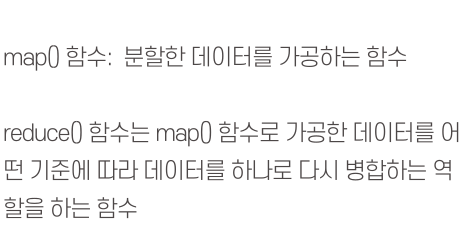 map() 함수: 분할한 데이터를 가공하는 함수
reduce() 함수는 map() 함수로 가공한 데이터를 어
떤 기준에 따라 데이터를 하나로 다시 병합하는 역
할을 하는 함수